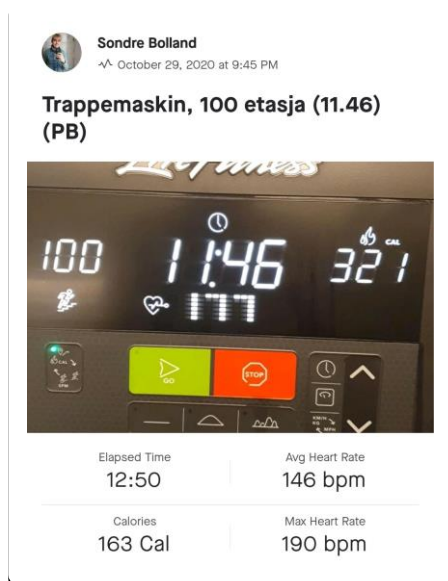 Sondre Bolland
October 29, 2020 at 9:45 PM
Trappemaskin, 100 etasja (11.46)
(PB)
Life Fitness
100
11:46
CAL
321
177
GO
STOP
Elapsed Time
12:50
Avg Heart Rate
146 bpm
Calories
163 Cal
Max Heart Rate
190 bpm